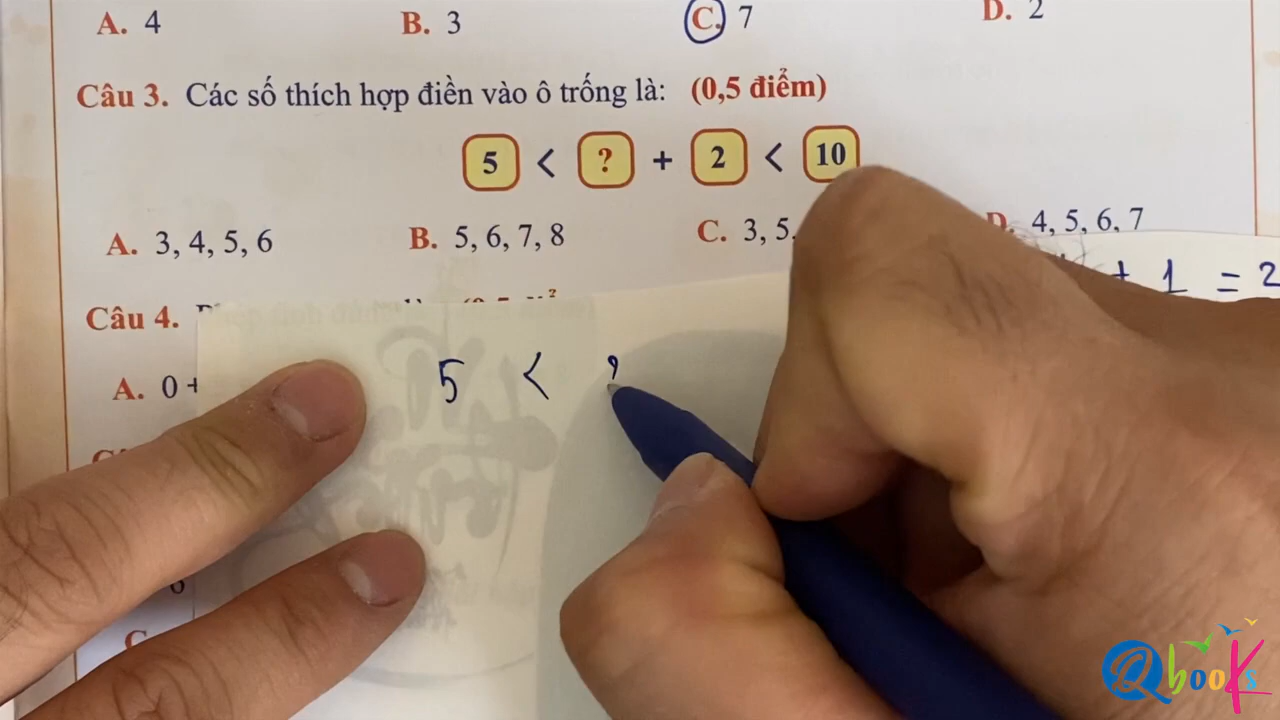 A. 4 B. 3 C. 7 D. 2
Câu 3. Các số thích hợp điền vào ô trống là: (0,5 điểm)
5 < ? + 2 < 10
A. 3, 4, 5, 6 B. 5, 6, 7, 8 C. 3, 5, D. 4, 5, 6, 7
+ 1 = 2
Câu 4.
5 <
A. 0 +
Qbooks